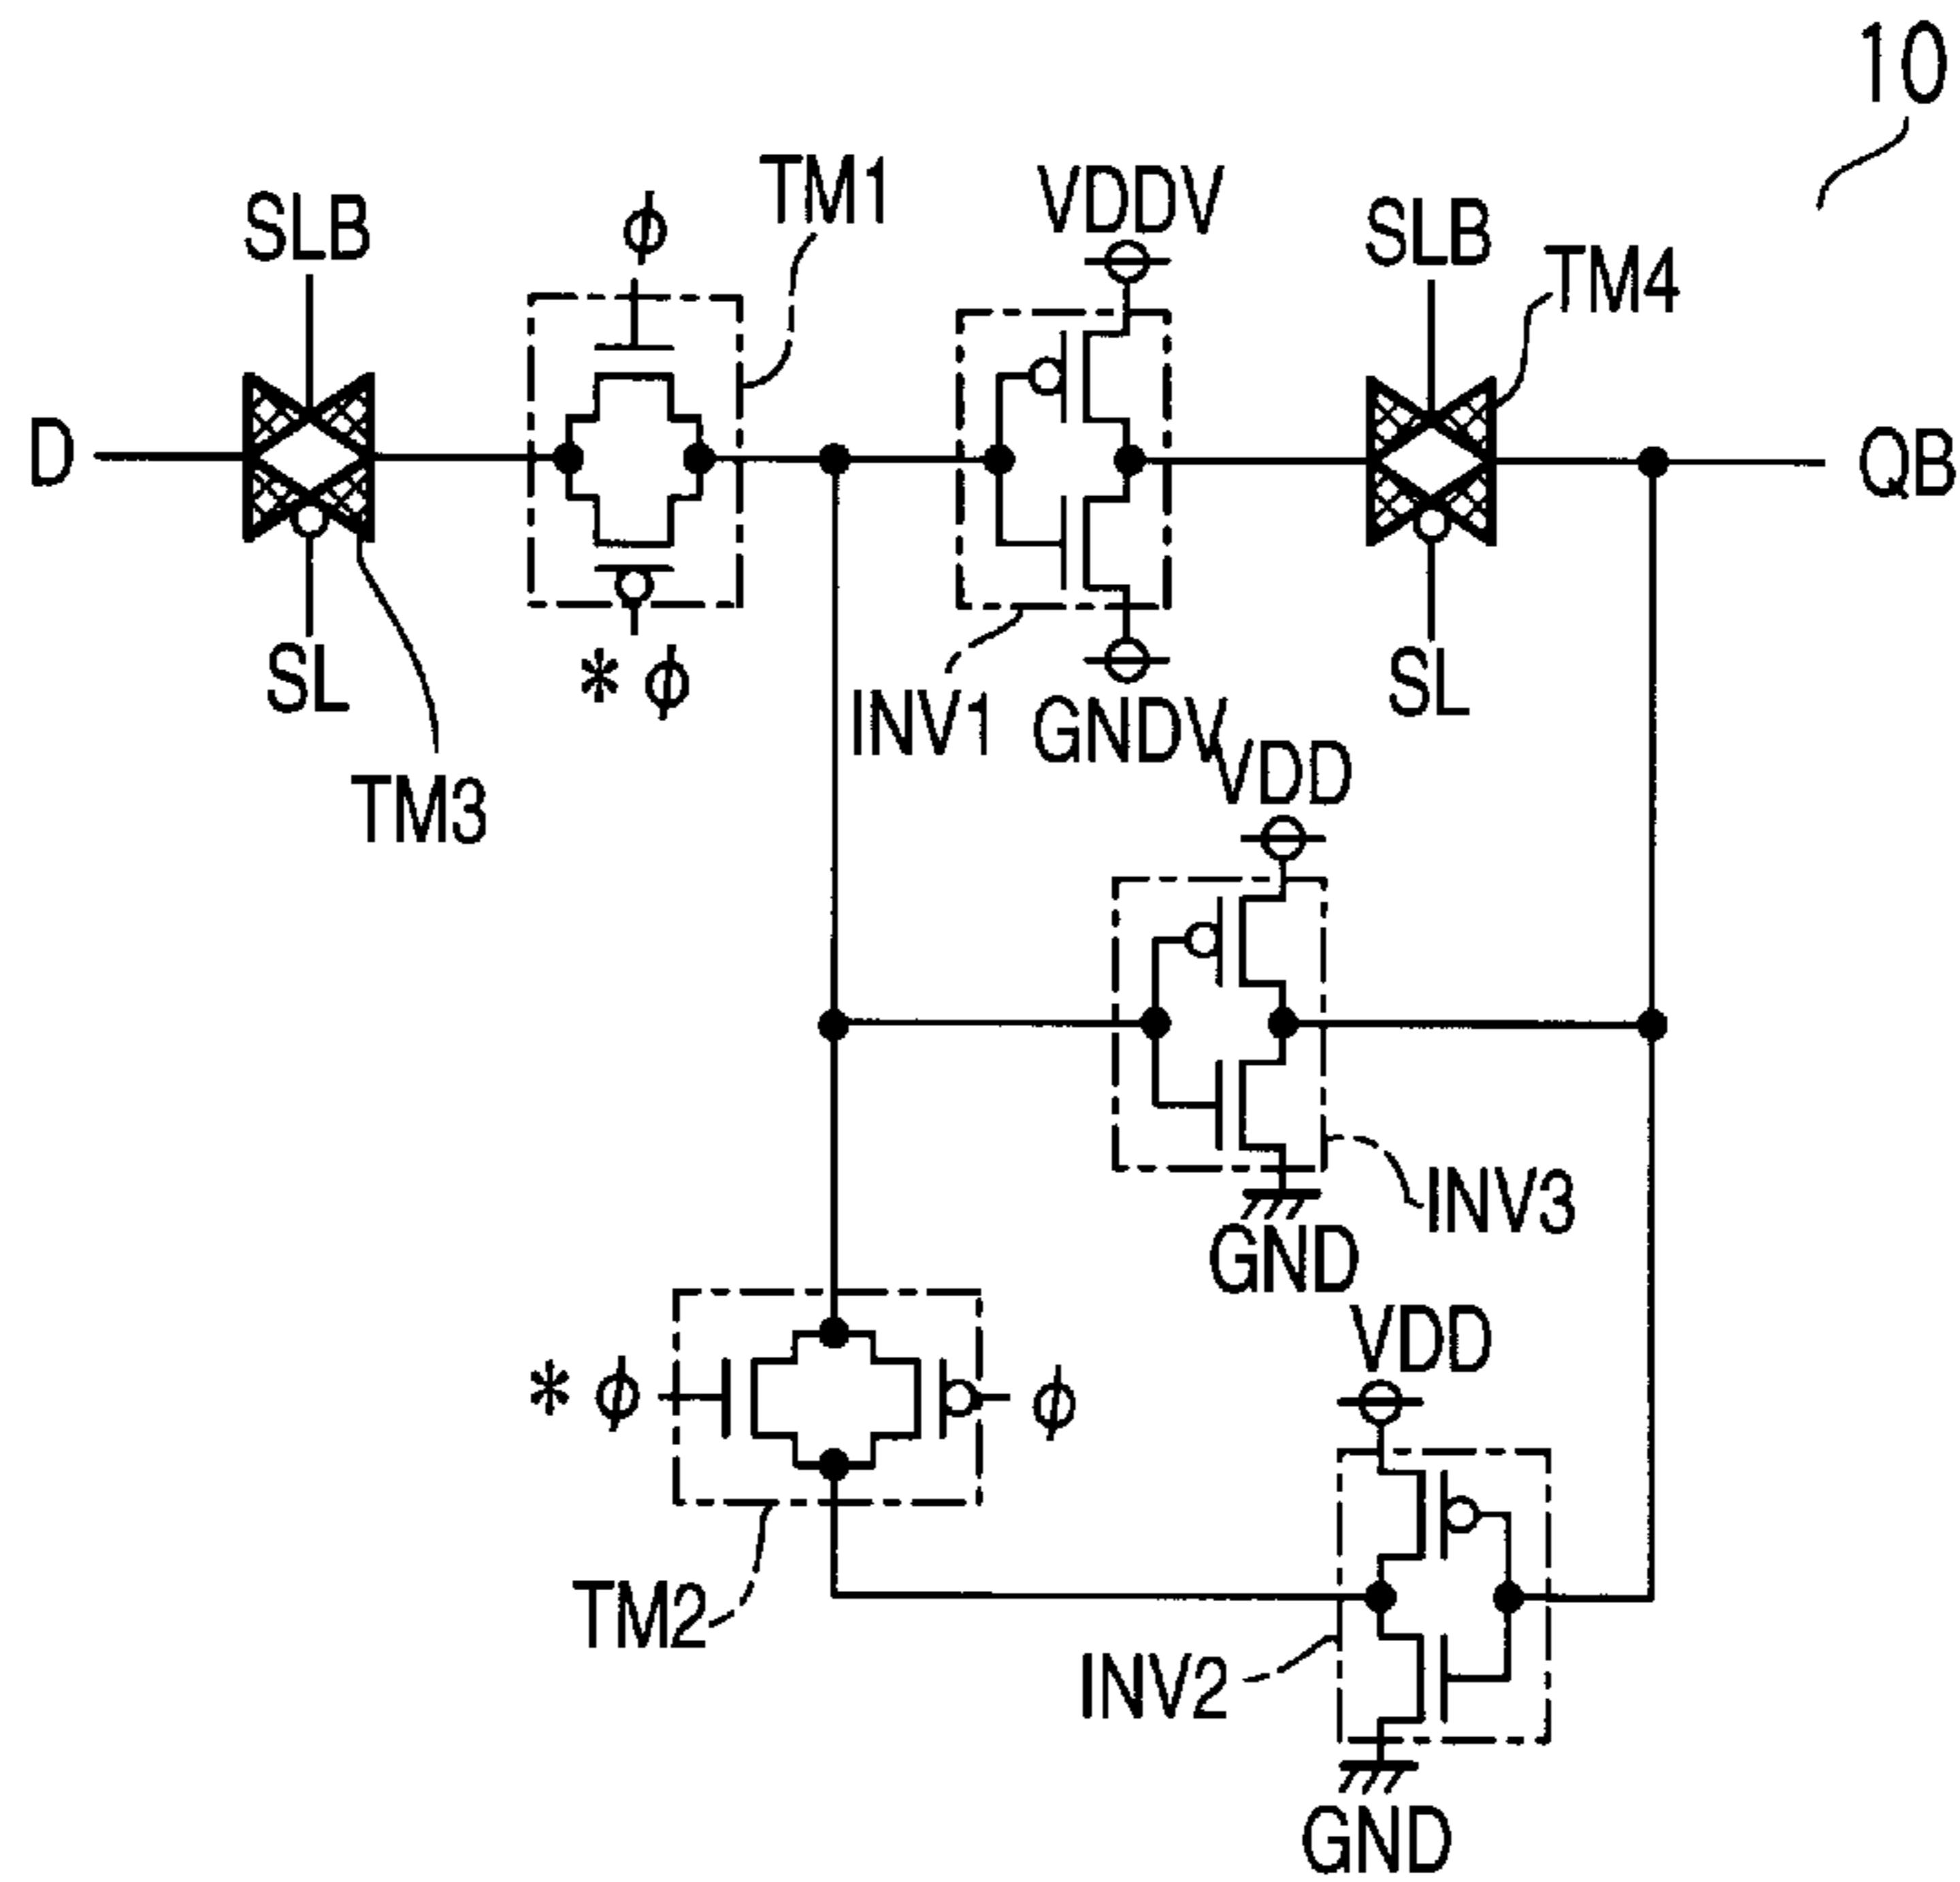 10
SLB
ϕ
TM1
VDDV
SLB
TM4
D
QB
SL
* ϕ
INV1
GNDV
SL
TM3
VDD
INV3
GND
* ϕ
ϕ
VDD
TM2
INV2
GND